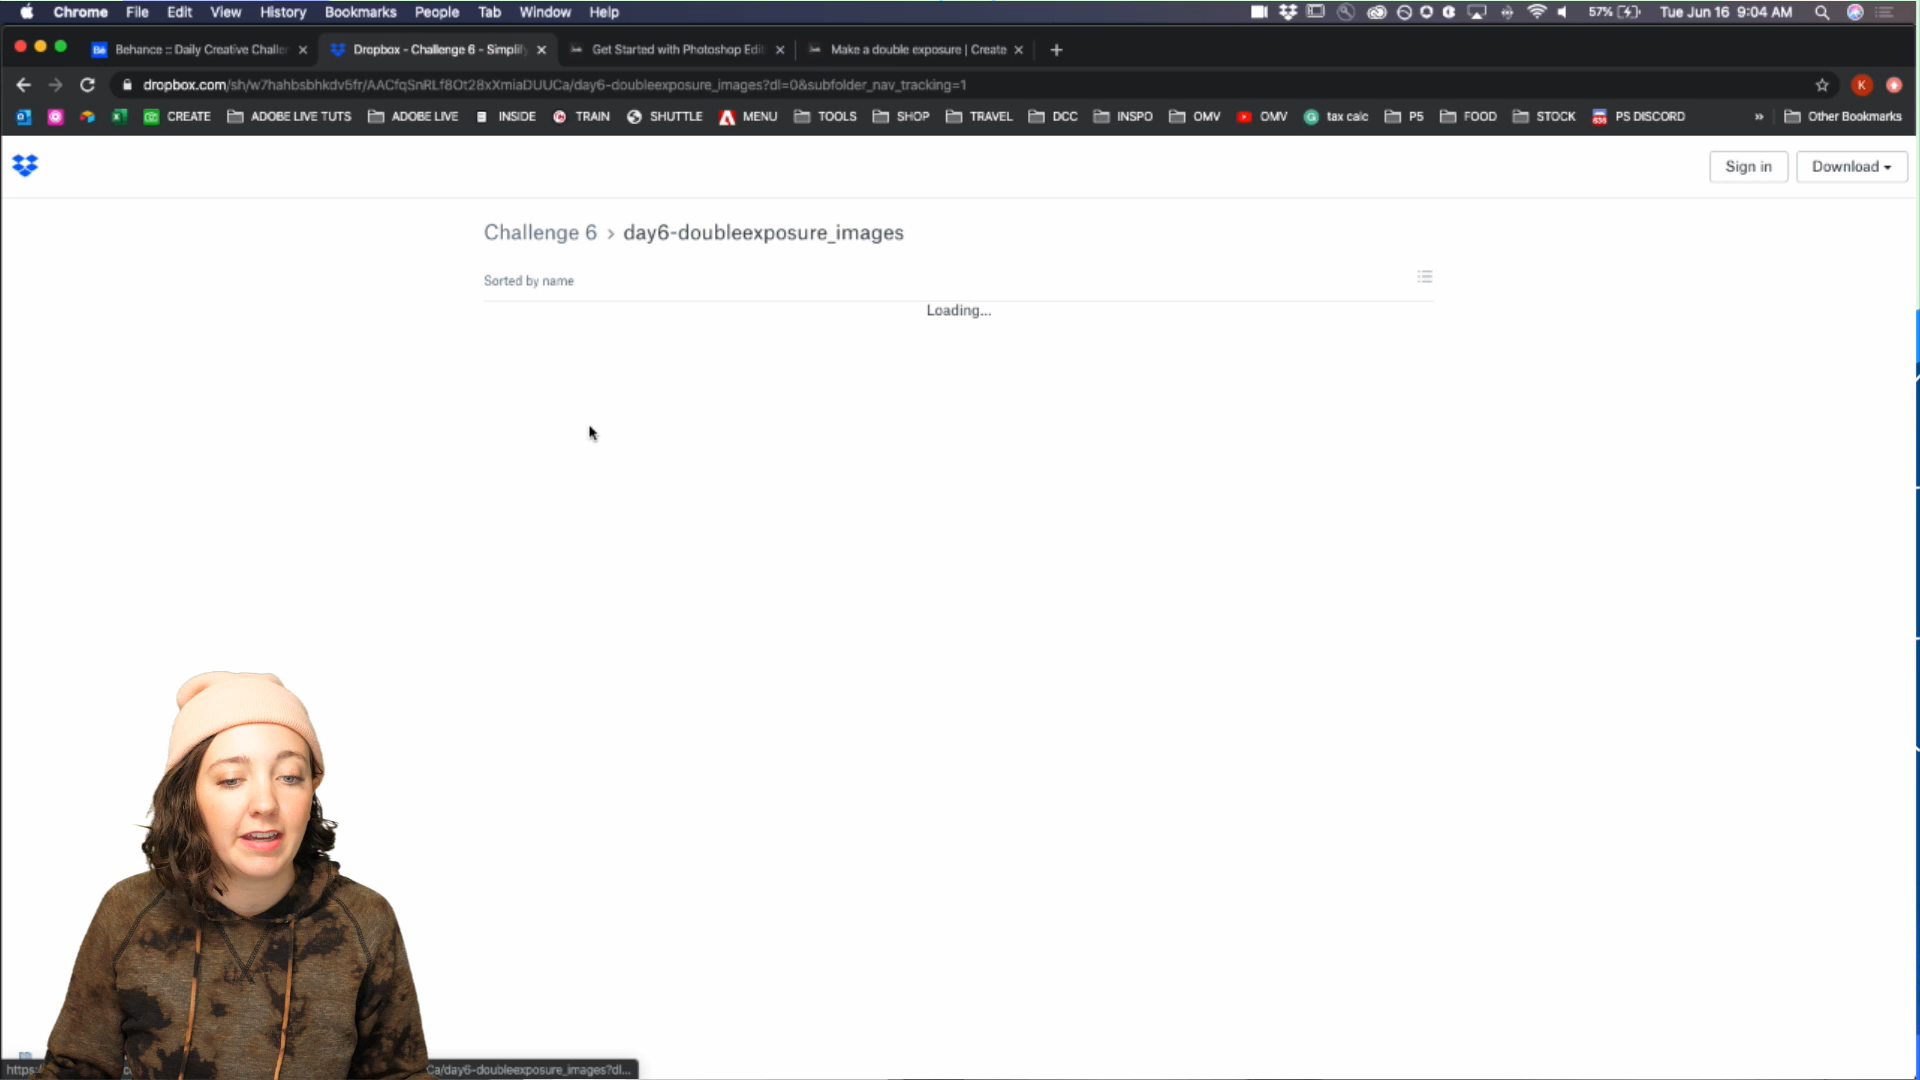 Chrome File Edit View History Bookmarks People Tab Window Help 57% Tue Jun 16 9:04 AM
Behance :: Daily Creative Challen Dropbox - Challenge 6 - Simplify Get Started with Photoshop Edit Make a double exposure | Create
dropbox.com/sh/w7hahbsbhkdv5fr/AACfqSnRLf8Ot28xXmiaDUUCa/day6-doubleexposure_images?dl=0&subfolder_nav_tracking=1 K
CREATE ADOBE LIVE TUTS ADOBE LIVE INSIDE TRAIN SHUTTLE MENU TOOLS SHOP TRAVEL DCC INSPO OMV OMV tax calc P5 FOOD STOCK PS DISCORD » Other Bookmarks
Sign in Download
Challenge 6 › day6-doubleexposure_images
Sorted by name
Loading...
https: Ca/day6-doubleexposure_images?dl...